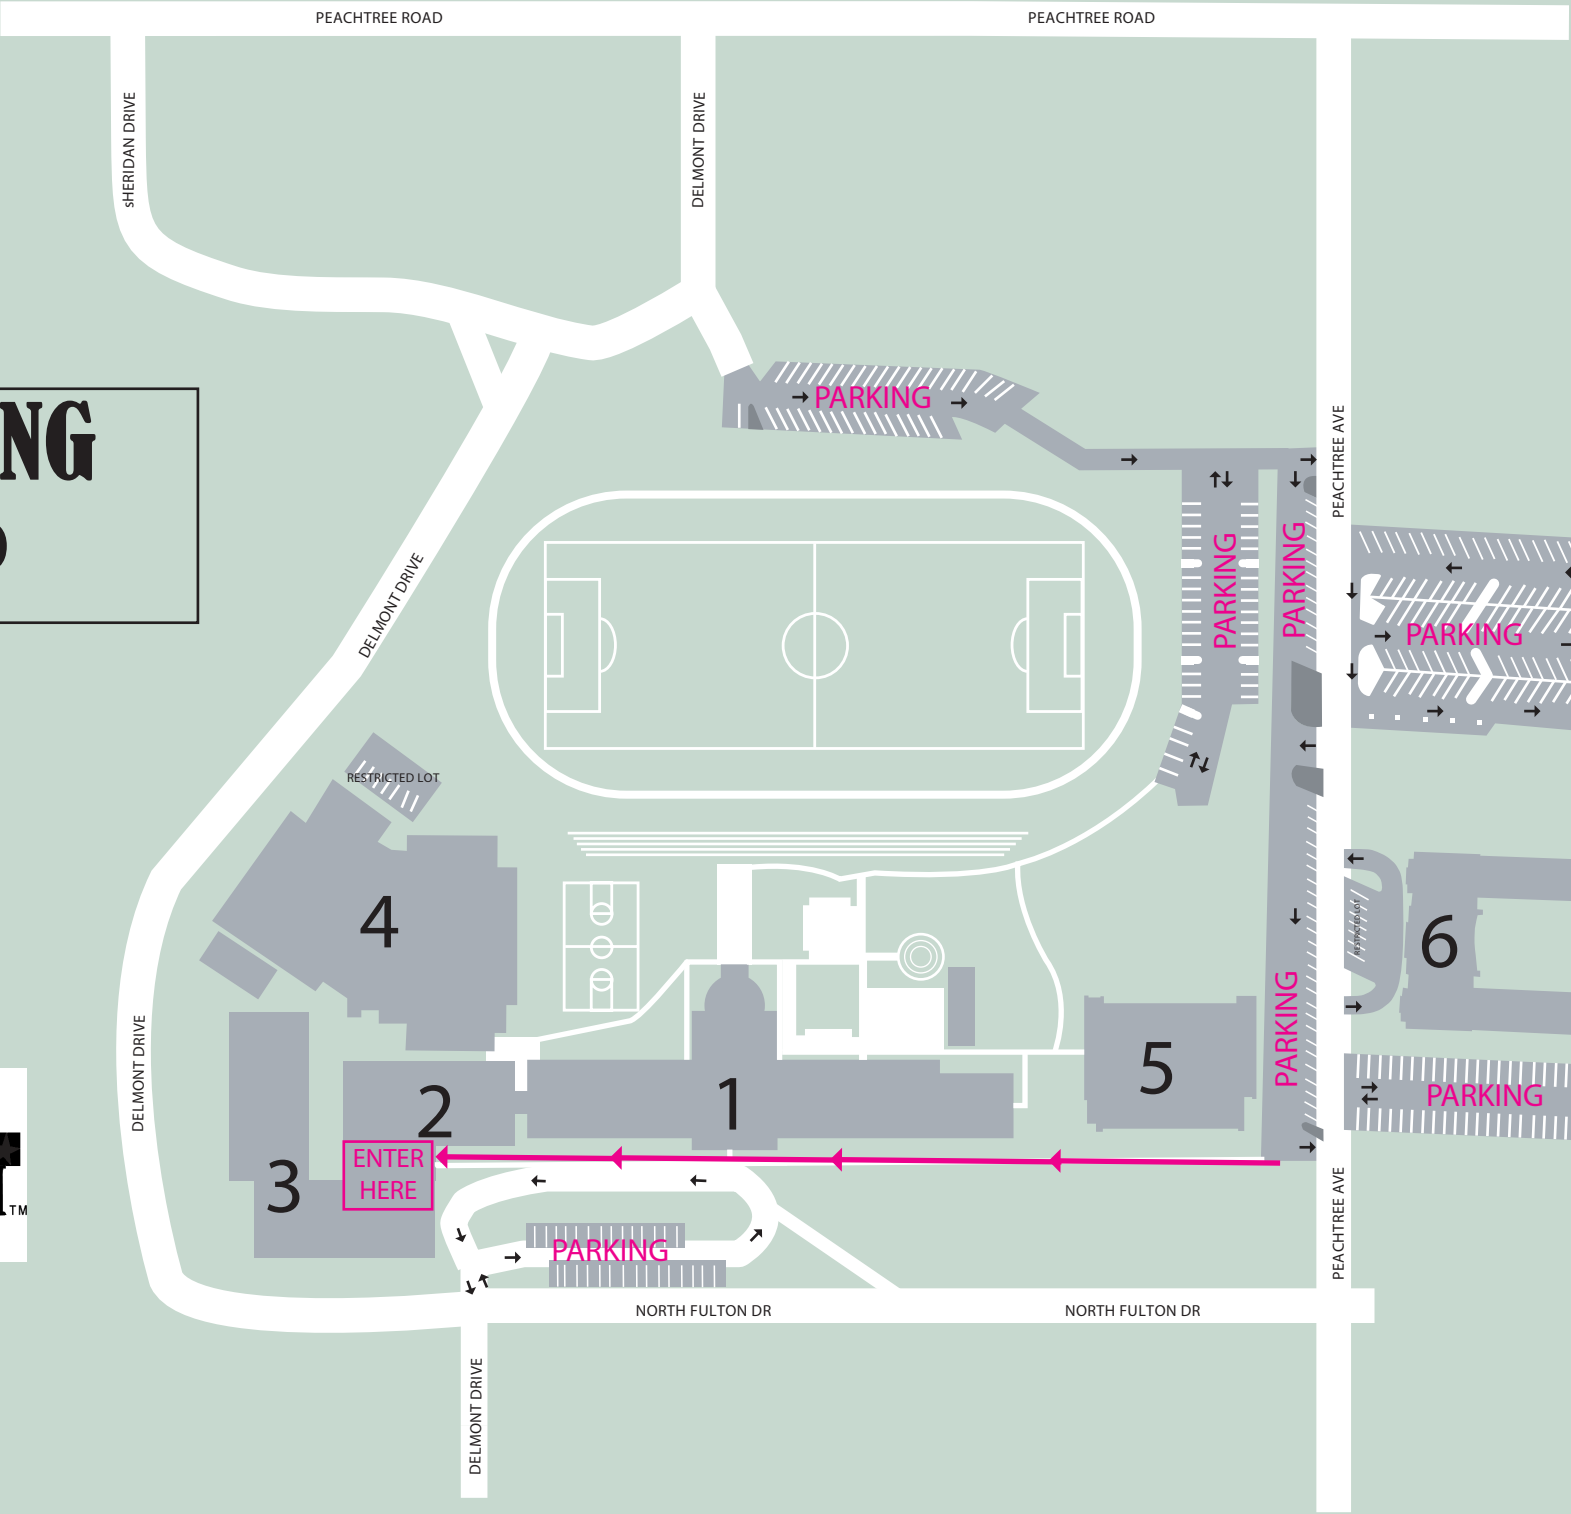 PEACHTREE ROAD
PEACHTREE ROAD
sHERIDAN DRIVE
DELMONT DRIVE
NG
PARKING
PEACHTREE AVE
DELMONT DRIVE
PARKING
PARKING
PARKING
RESTRICTED LOT
4
6
RESTRICTED LOT
PARKING
DELMONT DRIVE
5
2
1
PARKING
3
ENTER
HERE
TM
PARKING
PEACHTREE AVE
NORTH FULTON DR
NORTH FULTON DR
DELMONT DRIVE